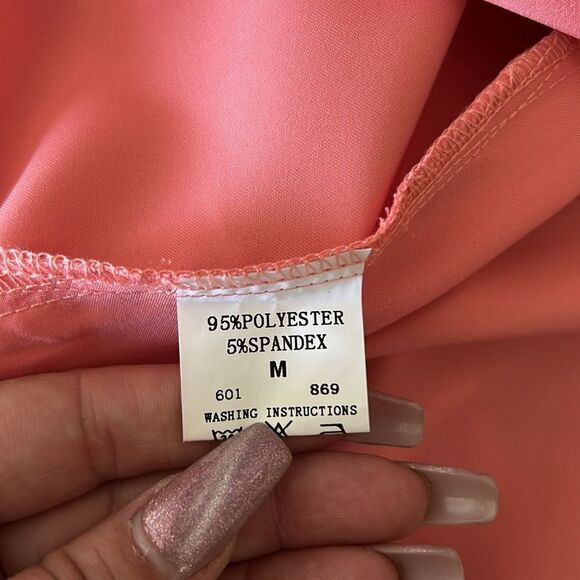 95%POLYESTER
5%SPANDEX
M
601 869
WASHING INSTRUCTIONS